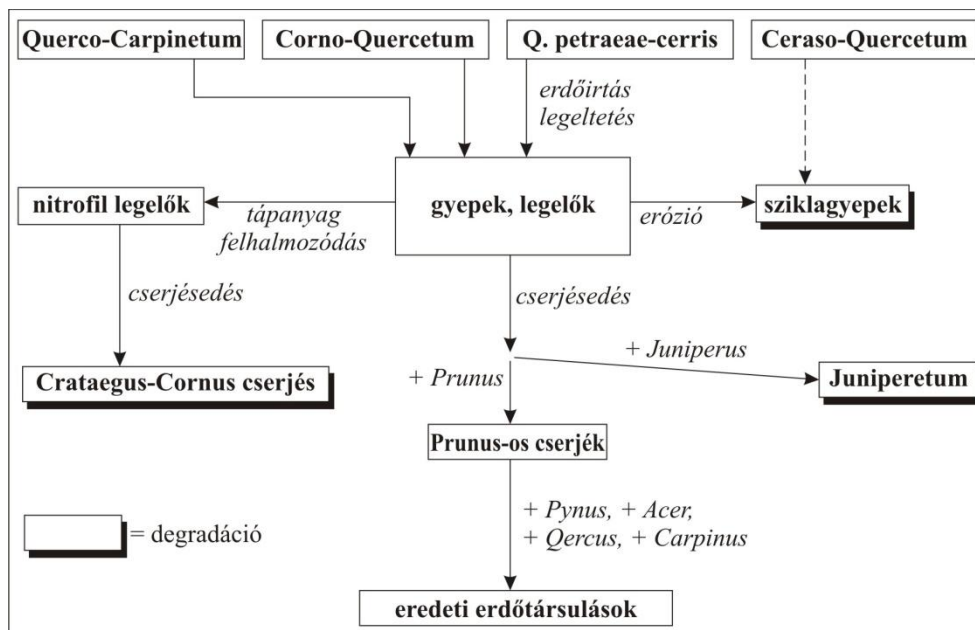 Querco-Carpinetum
Corno-Quercetum
Q. petraeae-cerris
Ceraso-Quercetum
erdőirtás
legeltetés
nitrofil legelők
gyepek, legelők
sziklagyepek
tápanyag
felhalmozódás
erózió
cserjésedés
cserjésedés
+ Juniperus
Crataegus-Cornus cserjés
+ Prunus
Juniperetum
Prunus-os cserjék
+ Pynus, + Acer,
+ Qercus, + Carpinus
= degradáció
eredeti erdőtársulások